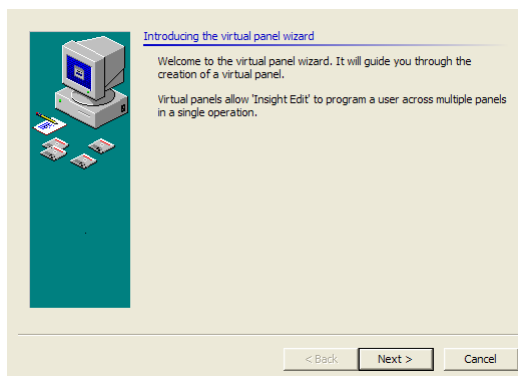 Introducing the virtual panel wizard
Welcome to the virtual panel wizard. It will guide you through the
creation of a virtual panel.
Virtual panels allow 'Insight Edit' to program a user across multiple panels
in a single operation.
< Back
Next >
Cancel